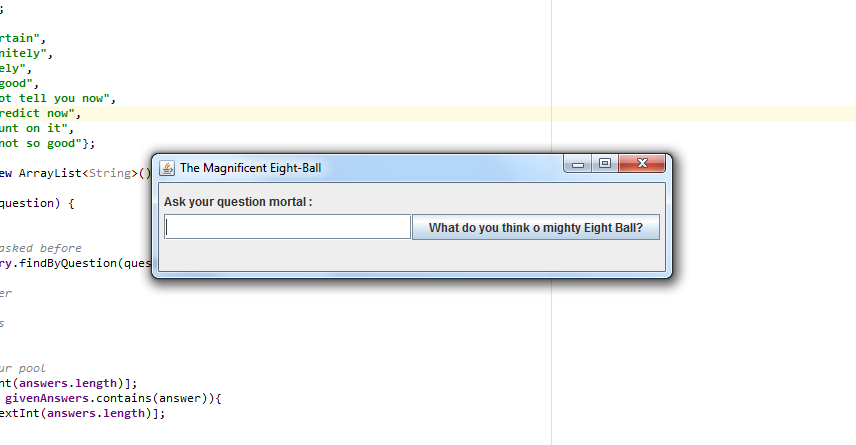 ;
rtain",
nitely",
ely",
good",
ot tell you now",
redict now",
unt on it",
not so good"};
ew ArrayList<String>()
The Magnificent Eight-Ball
Ask your question mortal :
question) {
What do you think o mighty Eight Ball?
asked before
ry.findByQuestion(ques
er
s
ur pool
nt(answers.length)];
givenAnswers.contains(answer)){
extInt(answers.length)];